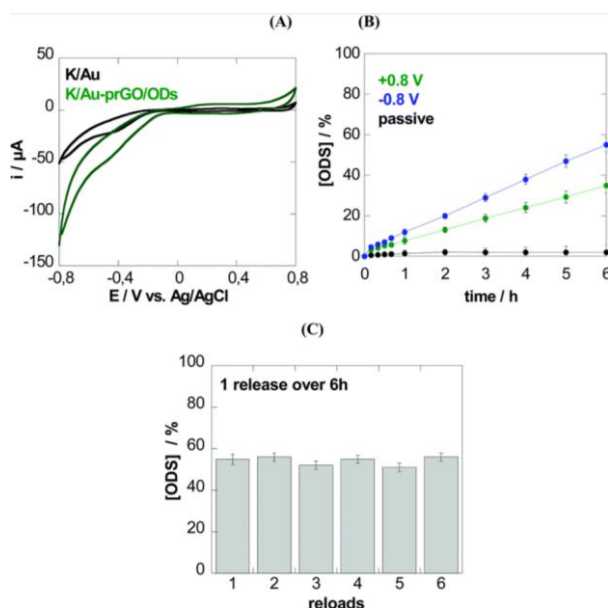 (A)
(B)
50
0
-50
-100
-150
i / µA
K/Au
K/Au-prGO/ODs
-0,8 -0,4 0 0,4 0,8
E / V vs. Ag/AgCl
100
80
60
40
20
0
[ODS] / %
+0.8 V
-0.8 V
passive
0 1 2 3 4 5 6
time / h
(C)
100
80
60
40
20
0
[ODS] / %
1 release over 6h
1 2 3 4 5 6
reloads